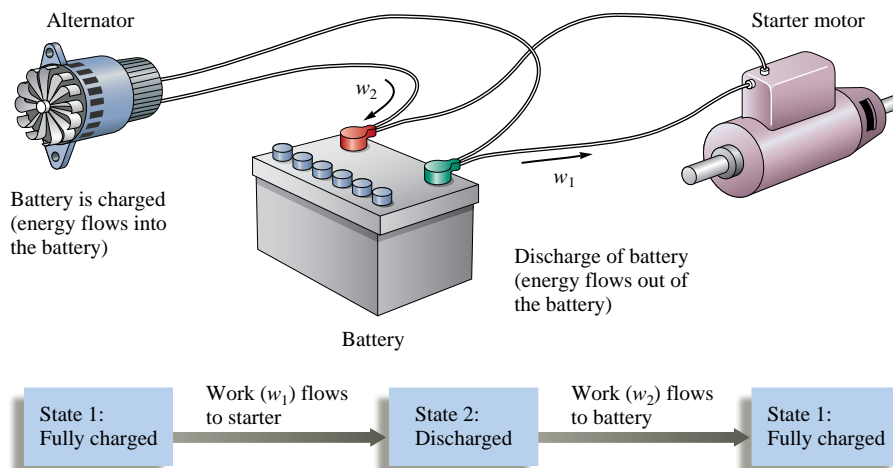 Alternator
Starter motor
w2
w1
Battery is charged
(energy flows into
the battery)
Discharge of battery
(energy flows out of
the battery)
Battery
State 1:
Fully charged
Work (w1) flows
to starter
State 2:
Discharged
Work (w2) flows
to battery
State 1:
Fully charged